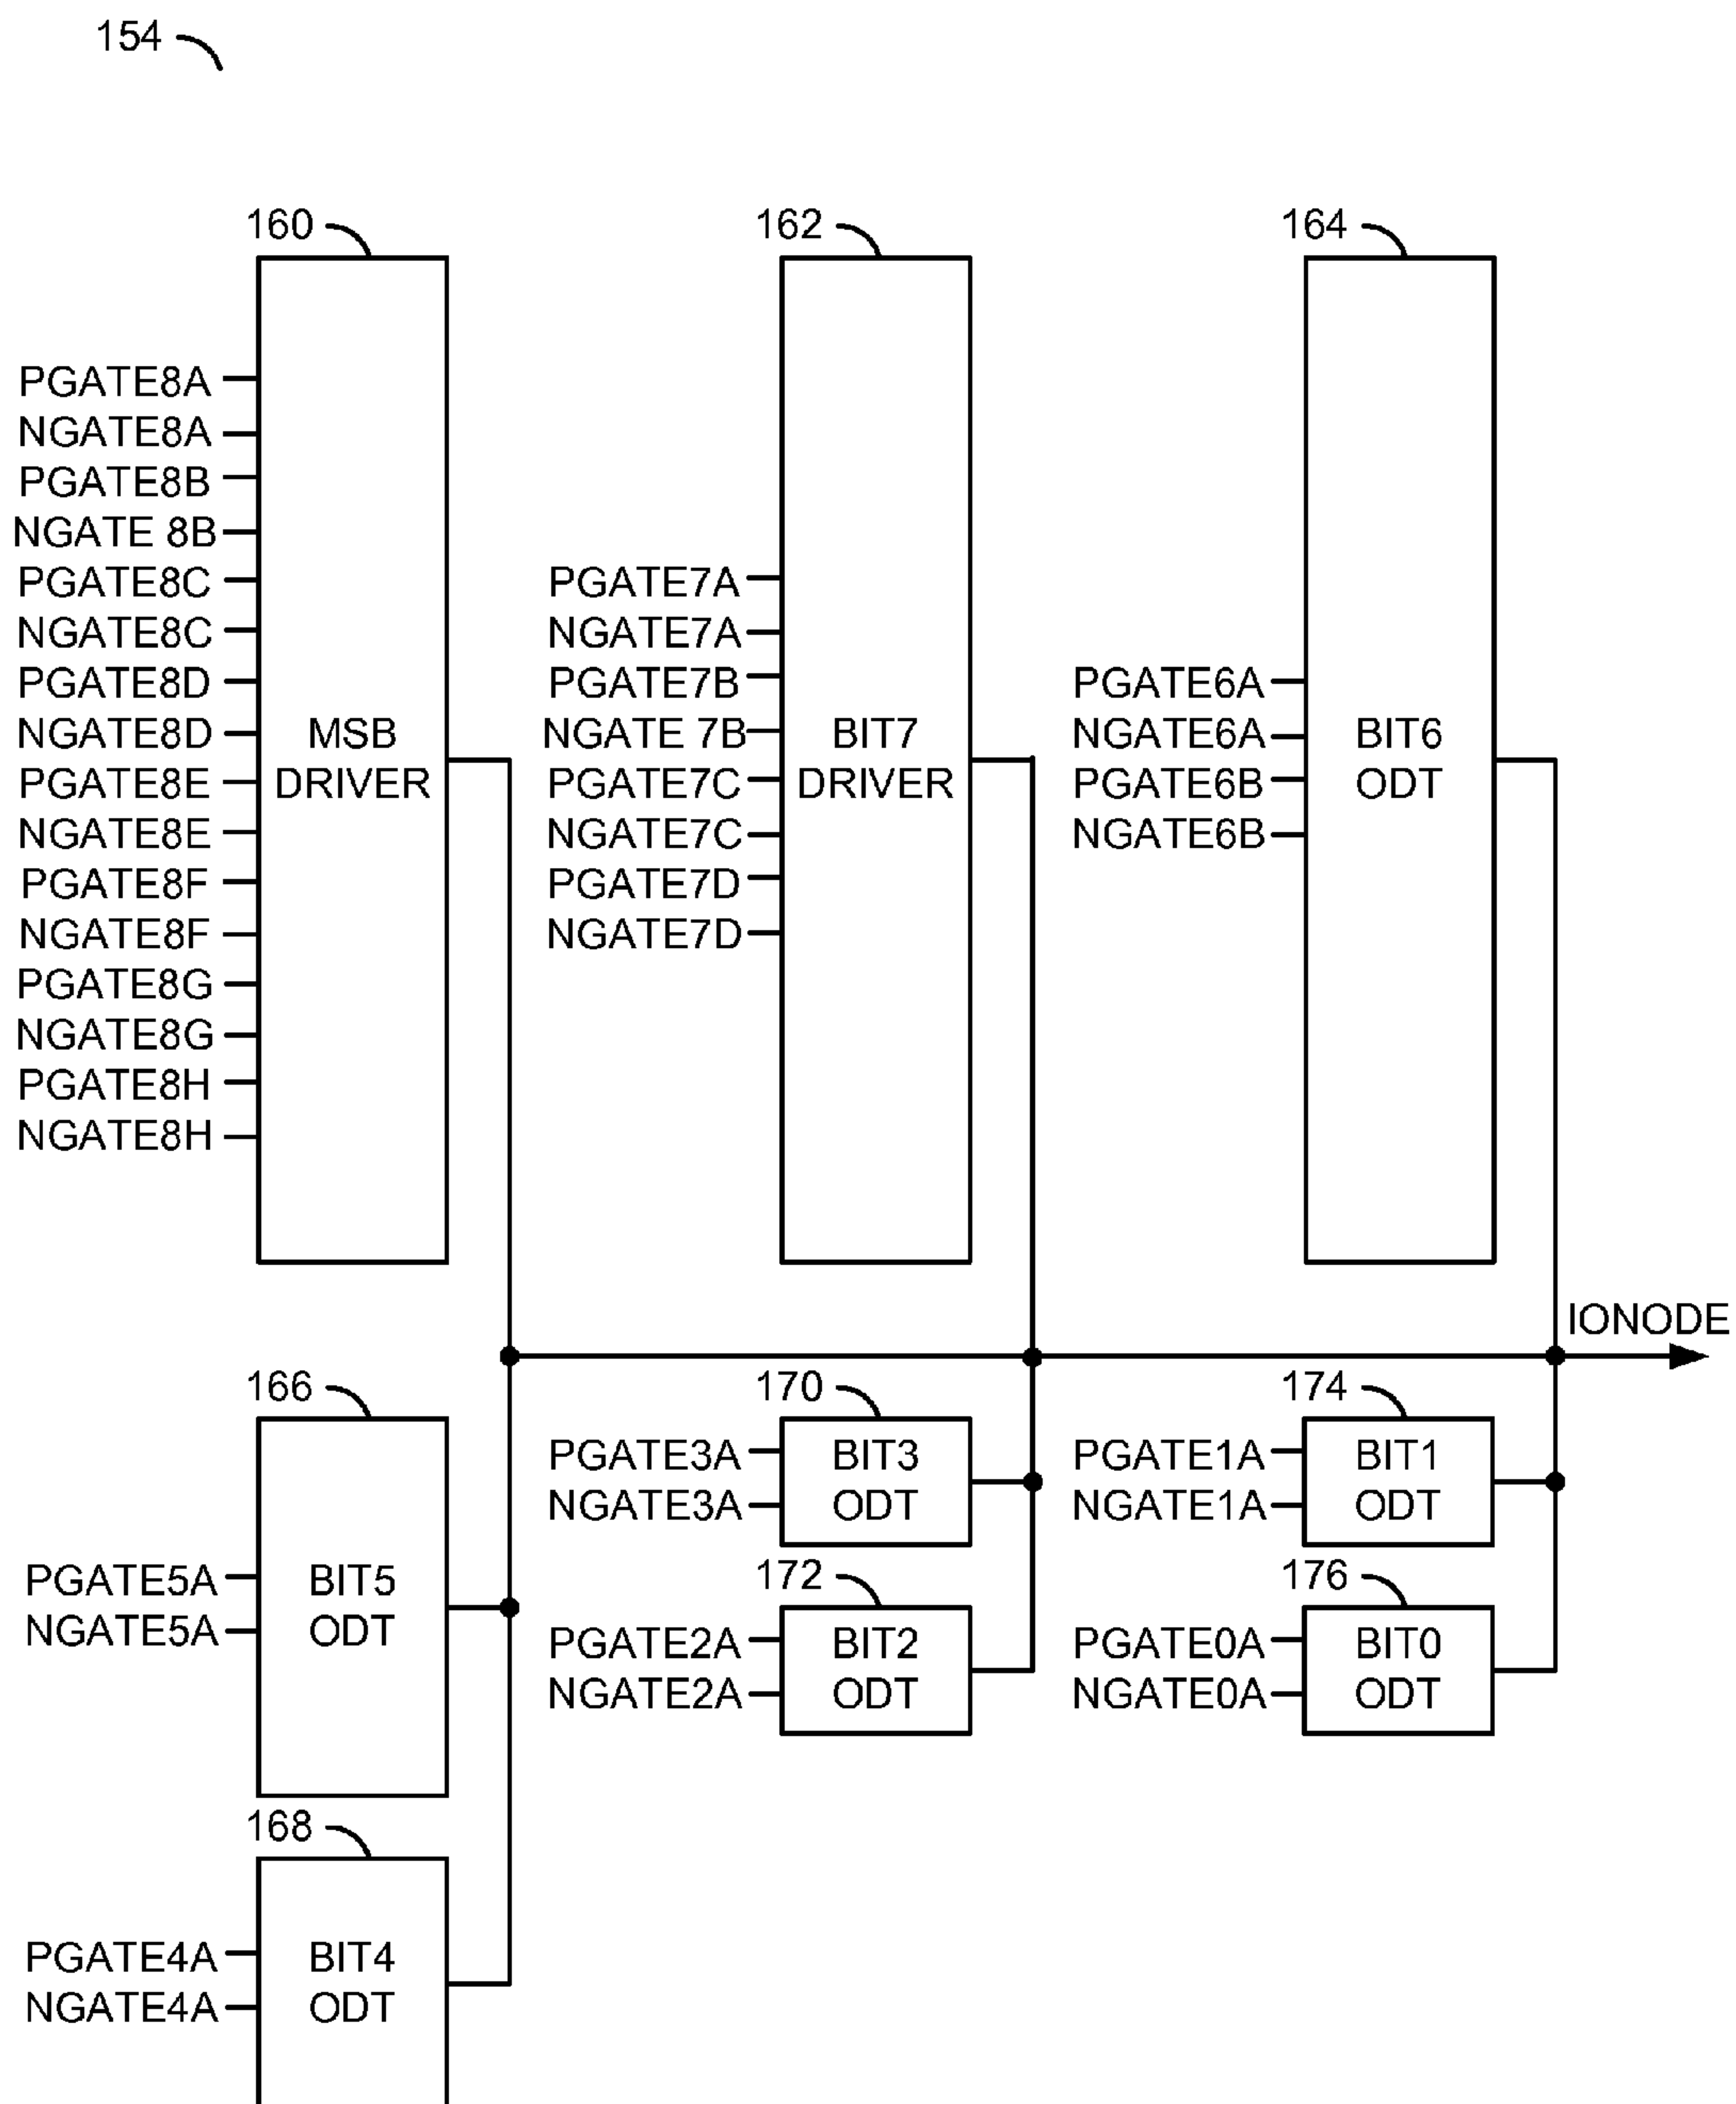 154
160
PGATE8A
NGATE8A
PGATE8B
NGATE 8B
PGATE8C
NGATE8C
PGATE8D
NGATE8D
PGATE8E
NGATE8E
PGATE8F
NGATE8F
PGATE8G
NGATE8G
PGATE8H
NGATE8H
MSB
DRIVER
162
PGATE7A
NGATE7A
PGATE7B
NGATE 7B
PGATE7C
NGATE7C
PGATE7D
NGATE7D
BIT7
DRIVER
164
PGATE6A
NGATE6A
PGATE6B
NGATE6B
BIT6
ODT
IONODE
166
PGATE5A
NGATE5A
BIT5
ODT
168
PGATE4A
NGATE4A
BIT4
ODT
170
PGATE3A
NGATE3A
BIT3
ODT
172
PGATE2A
NGATE2A
BIT2
ODT
174
PGATE1A
NGATE1A
BIT1
ODT
176
PGATE0A
NGATE0A
BIT0
ODT